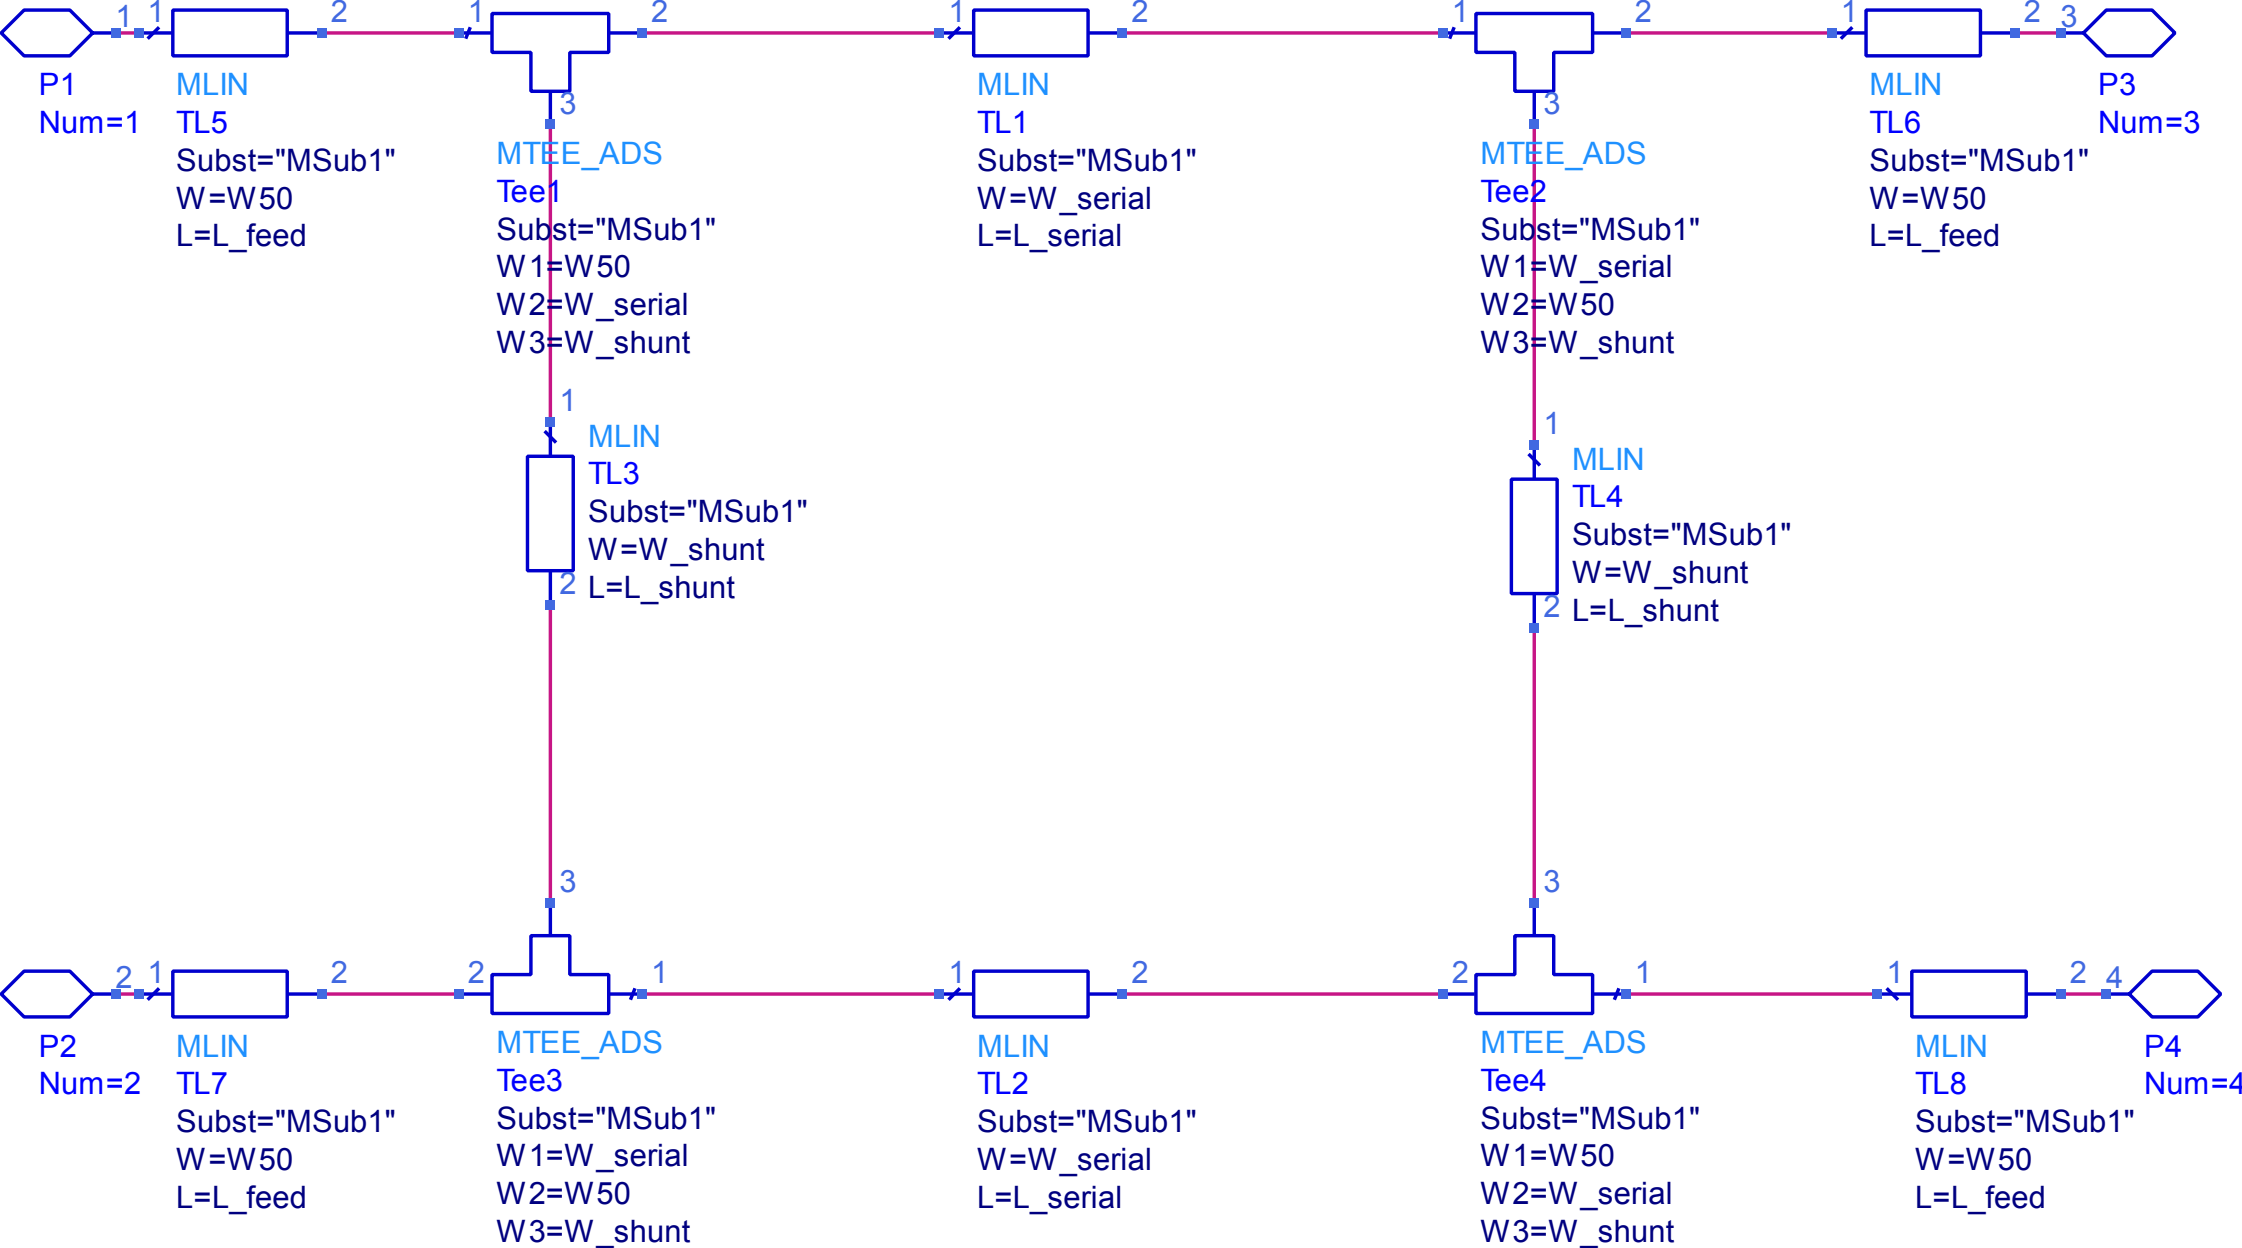 1 1 2 1 2 1 2 1 2 1 2 3
P1
Num=1
MLIN
TL5
Subst="MSub1"
W=W50
L=L_feed
3
MTEE_ADS
Tee1
Subst="MSub1"
W1=W50
W2=W_serial
W3=W_shunt
MLIN
TL1
Subst="MSub1"
W=W_serial
L=L_serial
3
MTEE_ADS
Tee2
Subst="MSub1"
W1=W_serial
W2=W50
W3=W_shunt
MLIN
TL6
Subst="MSub1"
W=W50
L=L_feed
P3
Num=3
1
MLIN
TL3
Subst="MSub1"
W=W_shunt
L=L_shunt
2
1
MLIN
TL4
Subst="MSub1"
W=W_shunt
L=L_shunt
2
3
3
2 1 2 2 1 1 2 2 1 1 2 4
P2
Num=2
MLIN
TL7
Subst="MSub1"
W=W50
L=L_feed
MTEE_ADS
Tee3
Subst="MSub1"
W1=W_serial
W2=W50
W3=W_shunt
MLIN
TL2
Subst="MSub1"
W=W_serial
L=L_serial
MTEE_ADS
Tee4
Subst="MSub1"
W1=W50
W2=W_serial
W3=W_shunt
MLIN
TL8
Subst="MSub1"
W=W50
L=L_feed
P4
Num=4